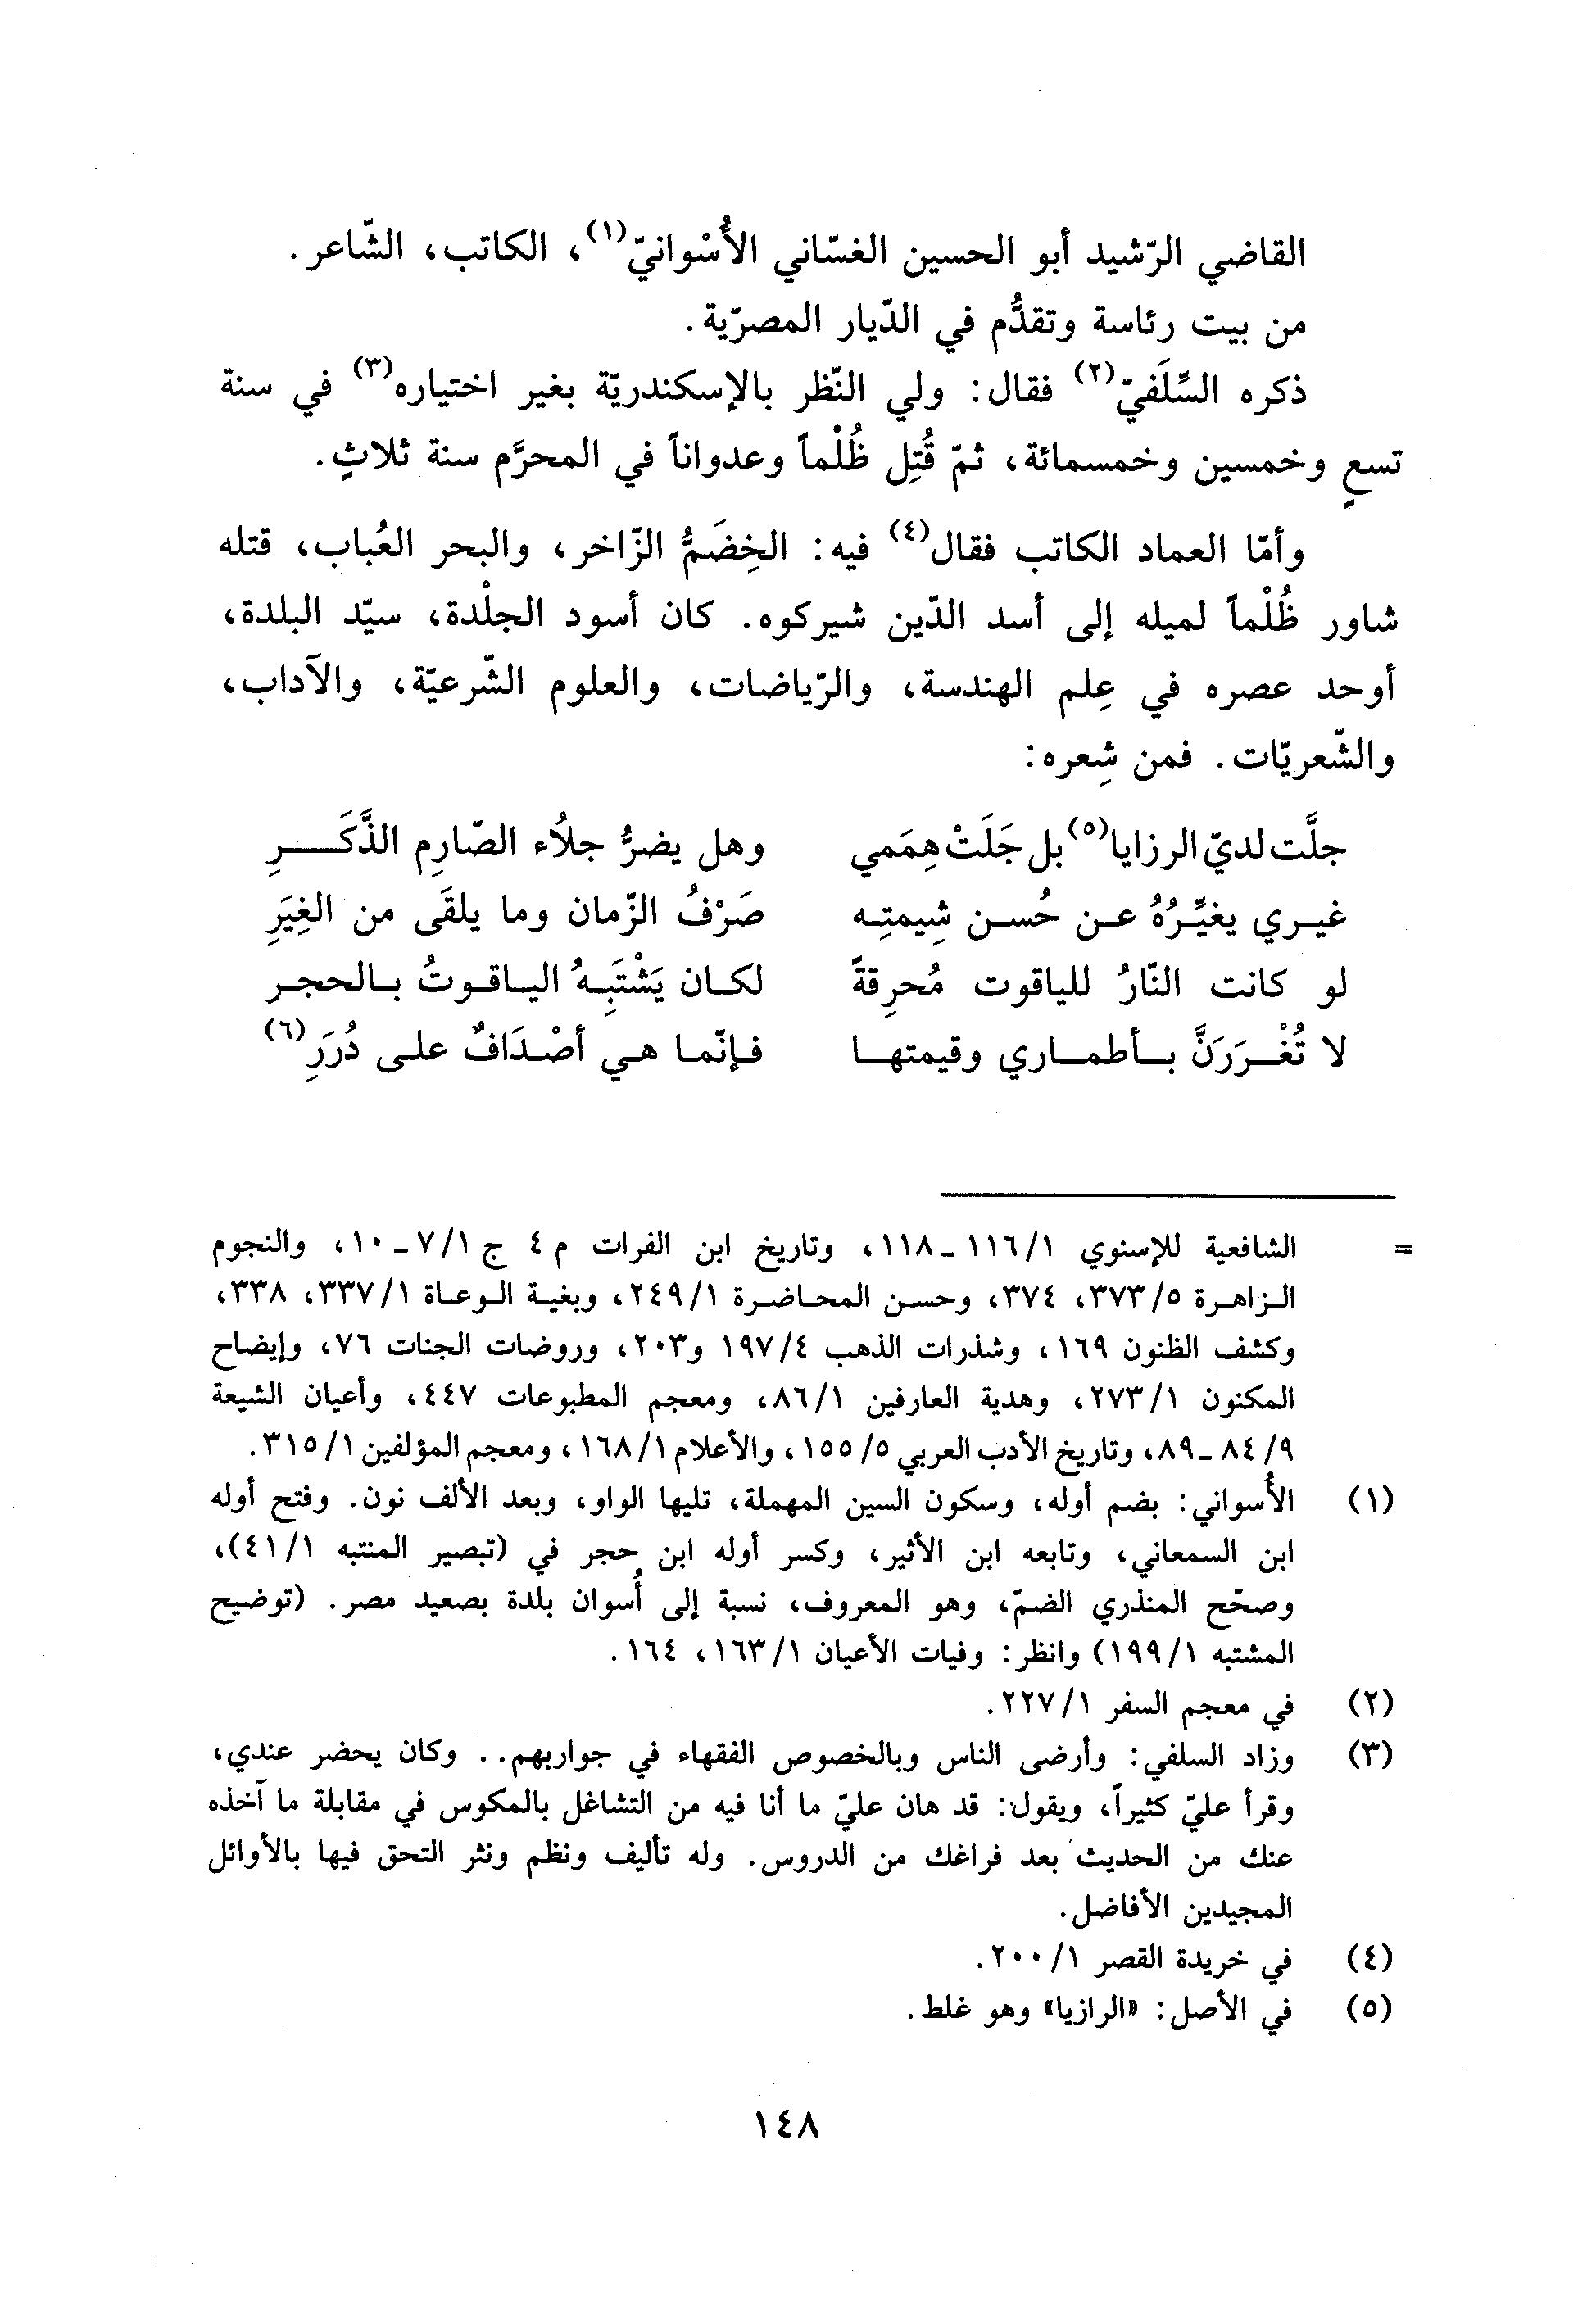 القاضي الرّشيد أبو الحسين الغسّاني الأُسْوانيّ(١)، الكاتب، الشّاعر.
من بيت رئاسة وتقدُّم في الدّيار المصرّية.
ذكره السِّلَفيّ(٢) فقال: ولي النّظر بالإسكندريّة بغير اختياره(٣) في سنة
تسعٍ وخمسين وخمسمائة، ثمّ قُتِل ظُلْماً وعدواناً في المحرَّم سنة ثلاثٍ.
وأمّا العماد الكاتب فقال(٤) فيه: الخِضَمُّ الزّاخر، والبحر العُباب، قتله
شاور ظُلْماً لميله إلى أسد الدّين شيركوه. كان أسود الجلْدة، سيّد البلدة،
أوحد عصره في عِلم الهندسة، والرّياضات، والعلوم الشّرعيّة، والآداب،
والشّعريّات. فمن شِعره:
جلَّت لديّ الرزايا(٥) بل جَلَتْ هِمَمي وهل يضرُّ جلاُء الصّارِم الذَّكَــرِ
غيـري يغيِّـرُهُ عـن حُسـن شِيمتِـه صَرْفُ الزّمان وما يلقَى من الغِيَرِ
لو كانت النّارُ للياقوت مُحرِقةً لكـان يَشْتَبِـهُ اليـاقـوتُ بـالحجـر
لا تُغْـرَرَنَّ بـأطمـاري وقيمتهـا فـإنّمـا هـي أصْـدَافٌ علـى دُرَرِ(٦)
= الشافعية للإسنوي ١/ ١١٦ـ١١٨، وتاريخ ابن الفرات م ٤ ج ١/ ٧ـ١٠، والنجوم
الـزاهـرة ٥/ ٣٧٣، ٣٧٤، وحسـن المحـاضـرة ١/ ٢٤٩، وبغيـة الـوعـاة ١/ ٣٣٧، ٣٣٨،
وكشف الظنون ١٦٩، وشذرات الذهب ٤/ ١٩٧ و٢٠٣، وروضات الجنات ٧٦، وإيضاح
المكنون ١/ ٢٧٣، وهدية العارفين ١/ ٨٦، ومعجم المطبوعات ٤٤٧، وأعيان الشيعة
٩/ ٨٤ـ٨٩، وتاريخ الأدب العربي ٥/ ١٥٥، والأعلام ١/ ١٦٨، ومعجم المؤلفين ١/ ٣١٥.
(١) الأُسواني: بضم أوله، وسكون السين المهملة، تليها الواو، وبعد الألف نون. وفتح أوله
ابن السمعاني، وتابعه ابن الأثير، وكسر أوله ابن حجر في (تبصير المنتبه ١/ ٤١)،
وصحّح المنذري الضمّ، وهو المعروف، نسبة إلى أُسوان بلدة بصعيد مصر. (توضيح
المشتبه ١/ ١٩٩) وانظر: وفيات الأعيان ١/ ١٦٣، ١٦٤.
(٢) في معجم السفر ١/ ٢٢٧.
(٣) وزاد السلفي: وأرضى الناس وبالخصوص الفقهاء في جواربهم.. وكان يحضر عندي،
وقرأ عليّ كثيراً، ويقول: قد هان عليّ ما أنا فيه من التشاغل بالمكوس في مقابلة ما آخذه
عنك من الحديث بعد فراغك من الدروس. وله تأليف ونظم ونثر التحق فيها بالأوائل
المجيدين الأفاضل.
(٤) في خريدة القصر ١/ ٢٠٠.
(٥) في الأصل: «الرازيا» وهو غلط.
١٤٨